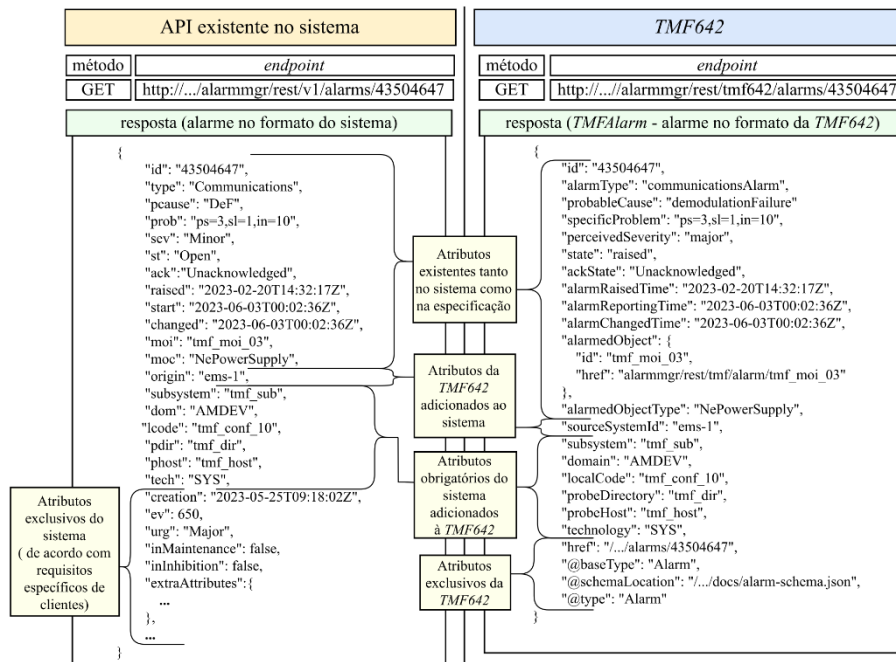 API existente no sistema
método
endpoint
GET
http://.../alarmmgr/rest/v1/alarms/43504647
resposta (alarme no formato do sistema)
{
"id": "43504647",
"type": "Communications",
"pcause": "DeF",
"prob": "ps=3,sl=1,in=10",
"scv": "Minor",
"st": "Open",
"ack":"Unacknowledged",
"raised": "2023-02-20T14:32:17Z",
"start": "2023-06-03T00:02:36Z",
"changed": "2023-06-03T00:02:36Z",
"moi": "tmf_moi_03",
"moc": "NePowerSupply",
"origin": "ems-1",
"subsystem": "tmf_sub",
"dom": "AMDEV",
"lcode": "tmf_conf_10",
"pdir": "tmf_dir",
"phost": "tmf_host",
"tech": "SYS",
"creation": "2023-05-25T09:18:02Z",
"ev": 650,
"urg": "Major",
"inMaintenance": false,
"inInhibition": false,
"extraAttributes":{
...
},
...
}
Atributos
exclusivos do
sistema
( de acordo com
requisitos
específicos de
clientes)
Atributos
existentes tanto
no sistema como
na especificação
Atributos da
TMF642
adicionados ao
sistema
Atributos
obrigatórios do
sistema
adicionados
à TMF642
Atributos
exclusivos da
TMF642
TMF642
método
endpoint
GET
http://...//alarmmgr/rest/tmf642/alarms/43504647
resposta (TMFAlarm - alarme no formato da TMF642)
{
"id": "43504647",
"alarmType": "communicationsAlarm",
"probableCause": "demodulationFailure"
"specificProblem": "ps=3,sl=1,in=10",
"perceivedSeverity": "major",
"state": "raised",
"ackState": "Unacknowledged",
"alarmRaisedTime": "2023-02-20T14:32:17Z",
"alarmReportingTime": "2023-06-03T00:02:36Z",
"alarmChangedTime": "2023-06-03T00:02:36Z",
"alarmedObject": {
"id": "tmf_moi_03",
"href": "alarmmgr/rest/tmf/alarm/tmf_moi_03"
},
"alarmedObjectType": "NePowerSupply",
"sourceSystemId": "ems-1",
"subsystem": "tmf_sub",
"domain": "AMDEV",
"localCode": "tmf_conf_10",
"probeDirectory": "tmf_dir",
"probeHost": "tmf_host",
"technology": "SYS",
"href": "/.../alarms/43504647",
"@baseType": "Alarm",
"@schemaLocation": "/.../docs/alarm-schema.json",
"@type": "Alarm"
}